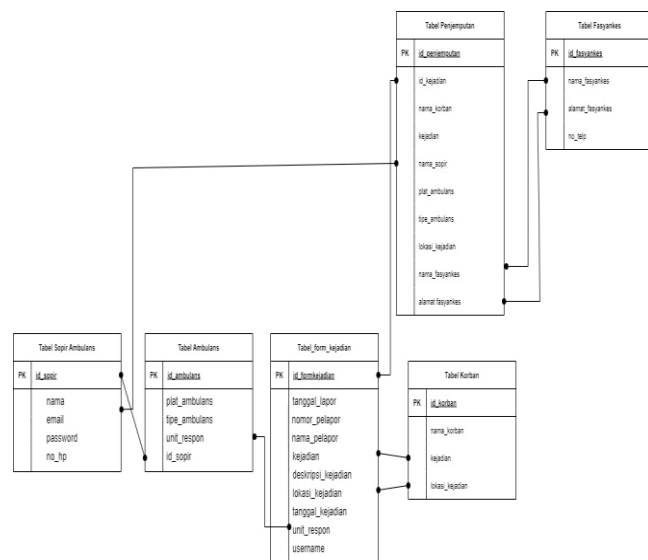 Tabel Penjemputan
PK id_penjemputan
id_kejadian
nama_korban
kejadian
nama_sopir
plat_ambulans
tipe_ambulans
lokasi_kejadian
nama_fasyankes
alamat fasyankes
Tabel Fasyankes
PK id_fasyankes
nama_fasyankes
alamat_fasyankes
no_telp
Tabel Sopir Ambulans
PK id_sopir
nama
email
password
no_hp
Tabel Ambulans
PK id_ambulans
plat_ambulans
tipe_ambulans
unit_respon
id_sopir
Tabel_form_kejadian
PK id_formkejadian
tanggal_lapor
nomor_pelapor
nama_pelapor
kejadian
deskripsi_kejadian
lokasi_kejadian
tanggal_kejadian
unit_respon
username
Tabel Korban
PK id_korban
nama_korban
kejadian
lokasi_kejadian